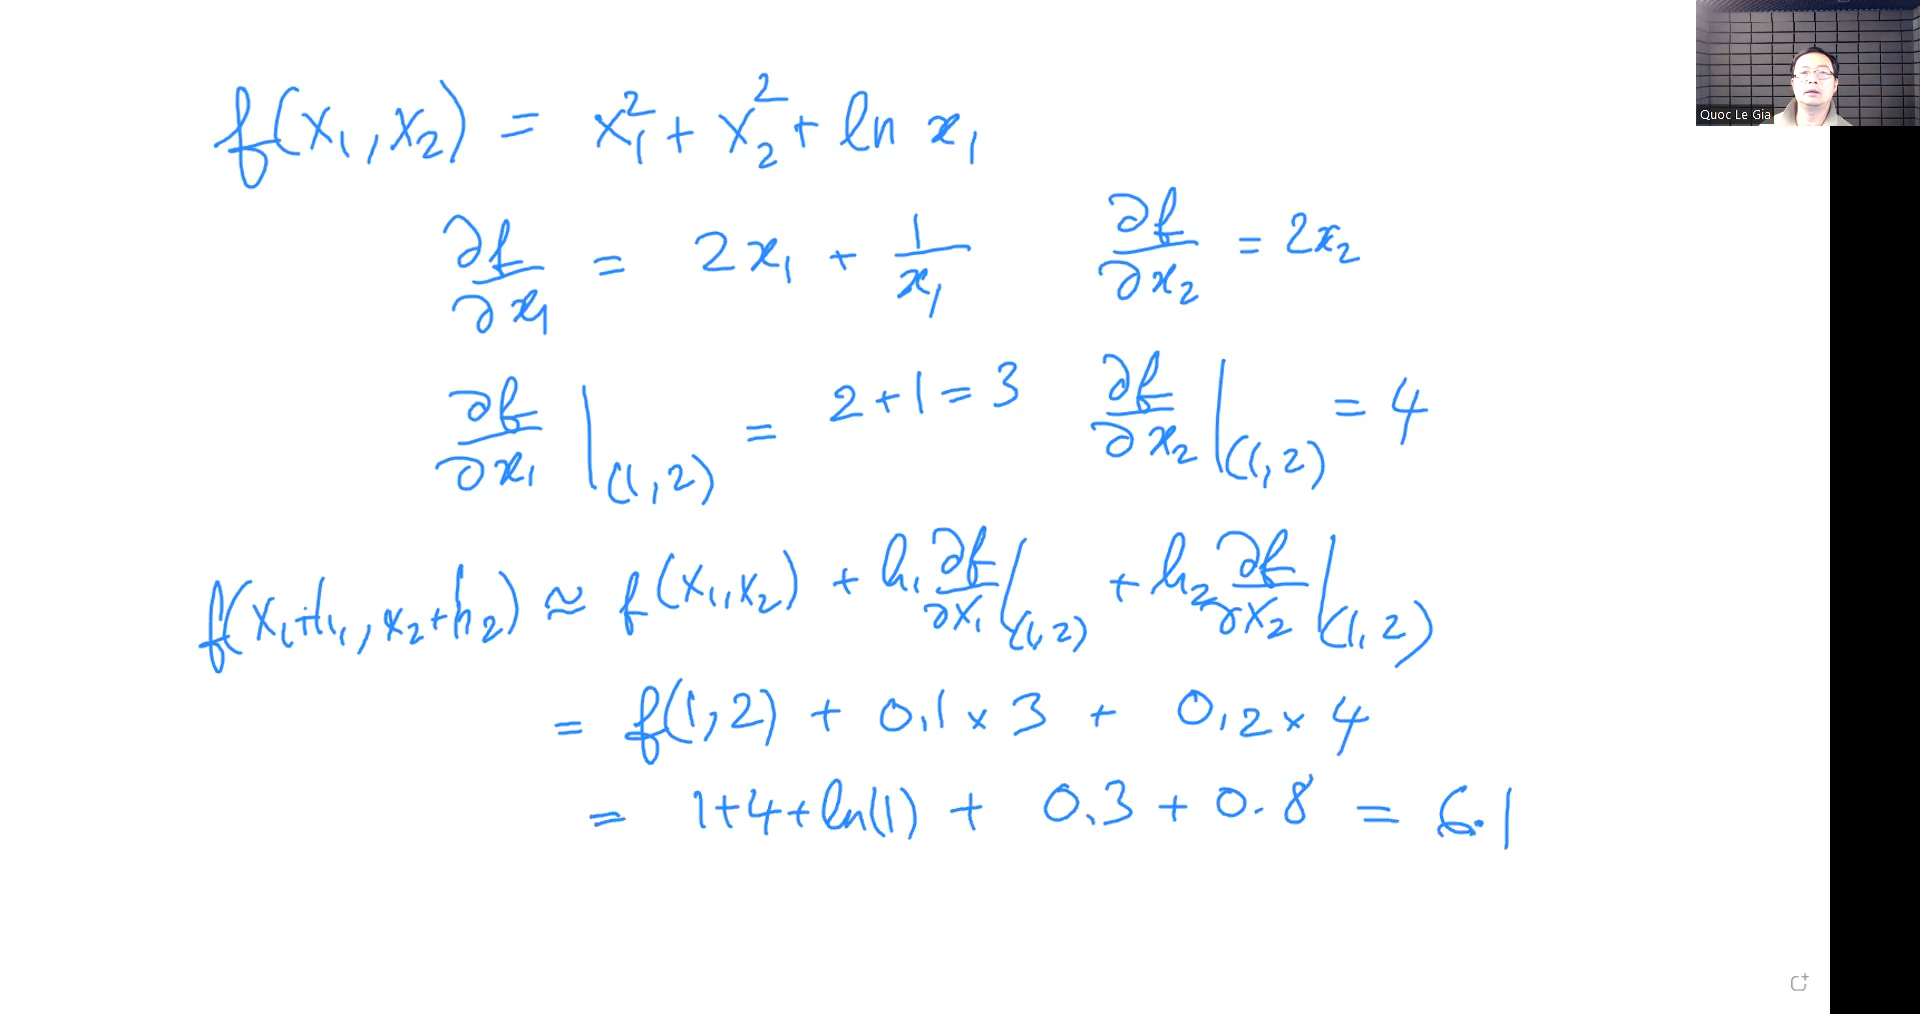 f(x₁, x₂) = x₁² + x₂² + ln x₁
∂f/∂x₁ = 2x₁ + 1/x₁ ∂f/∂x₂ = 2x₂
∂f/∂x₁ |(1, 2) = 2 + 1 = 3 ∂f/∂x₂ |(1, 2) = 4
f(x₁+h₁, x₂+h₂) ≈ f(x₁, x₂) + h₁ ∂f/∂x₁ |(1, 2) + h₂ ∂f/∂x₂ |(1, 2)
= f(1, 2) + 0.1 × 3 + 0.2 × 4
= 1+4+ln(1) + 0.3 + 0.8 = 6.1
Quoc Le Gia